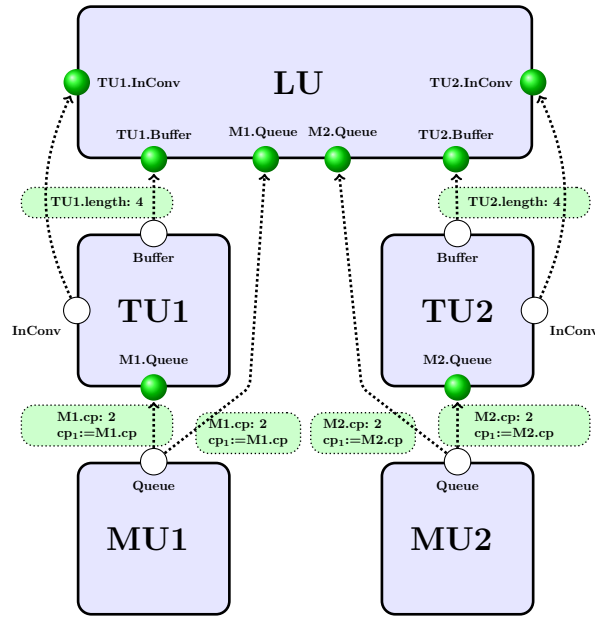 LU
TU1.InConv
TU2.InConv
TU1.Buffer
M1.Queue
M2.Queue
TU2.Buffer
TU1.length: 4
TU2.length: 4
Buffer
Buffer
TU1
TU2
InConv
InConv
M1.Queue
M2.Queue
M1.cp: 2
cp₁:=M1.cp
M1.cp: 2
cp₁:=M1.cp
M2.cp: 2
cp₁:=M2.cp
M2.cp: 2
cp₁:=M2.cp
Queue
Queue
MU1
MU2